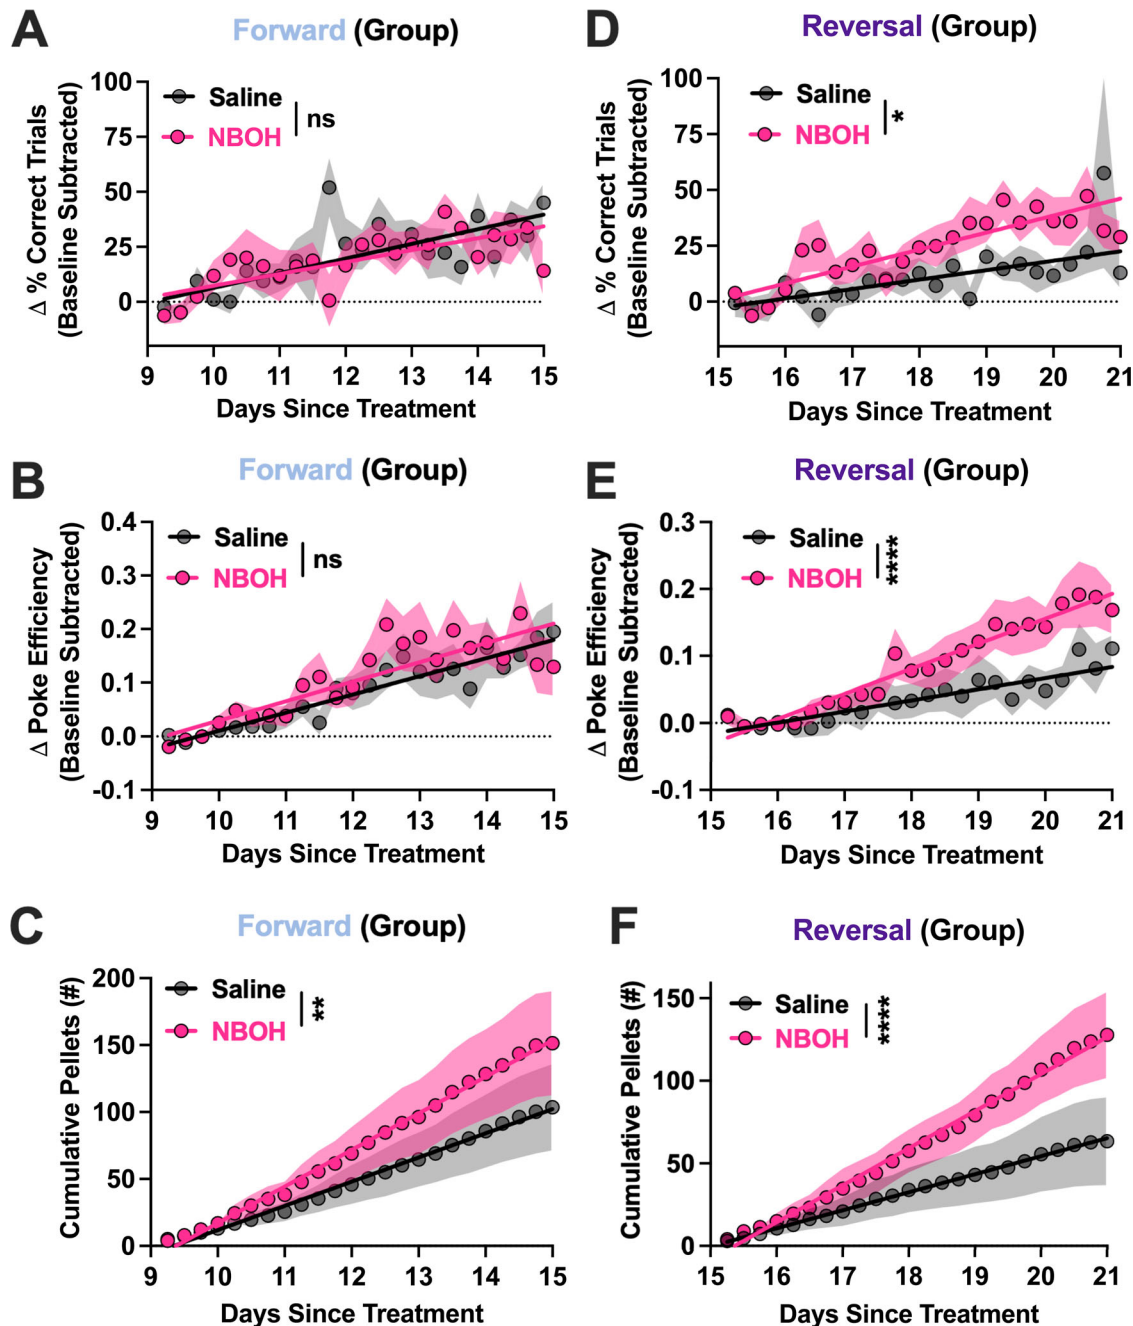 A
Forward (Group)
Δ % Correct Trials
(Baseline Subtracted)
100
75
50
25
0
Saline
NBOH
ns
9 10 11 12 13 14 15
Days Since Treatment
D
Reversal (Group)
Δ % Correct Trials
(Baseline Subtracted)
100
75
50
25
0
Saline
NBOH
*
15 16 17 18 19 20 21
Days Since Treatment
B
Forward (Group)
Δ Poke Efficiency
(Baseline Subtracted)
0.4
0.3
0.2
0.1
0.0
-0.1
Saline
NBOH
ns
9 10 11 12 13 14 15
Days Since Treatment
E
Reversal (Group)
Δ Poke Efficiency
(Baseline Subtracted)
0.3
0.2
0.1
0.0
-0.1
Saline
NBOH
****
15 16 17 18 19 20 21
Days Since Treatment
C
Forward (Group)
Cumulative Pellets (#)
200
150
100
50
0
Saline
NBOH
**
9 10 11 12 13 14 15
Days Since Treatment
F
Reversal (Group)
Cumulative Pellets (#)
150
100
50
0
Saline
NBOH
****
15 16 17 18 19 20 21
Days Since Treatment